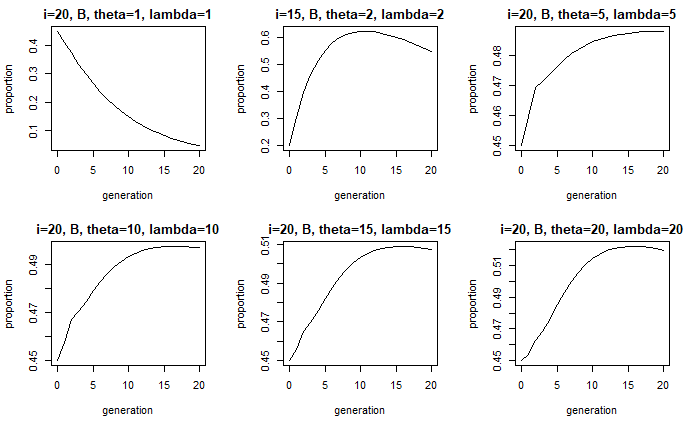 i=20, B, theta=1, lambda=1
proportion
0.1 0.2 0.3 0.4
0 5 10 15 20
generation
i=15, B, theta=2, lambda=2
proportion
0.2 0.3 0.4 0.5 0.6
0 5 10 15 20
generation
i=20, B, theta=5, lambda=5
proportion
0.45 0.46 0.47 0.48
0 5 10 15 20
generation
i=20, B, theta=10, lambda=10
proportion
0.45 0.47 0.49
0 5 10 15 20
generation
i=20, B, theta=15, lambda=15
proportion
0.45 0.47 0.49 0.51
0 5 10 15 20
generation
i=20, B, theta=20, lambda=20
proportion
0.45 0.47 0.49 0.51
0 5 10 15 20
generation